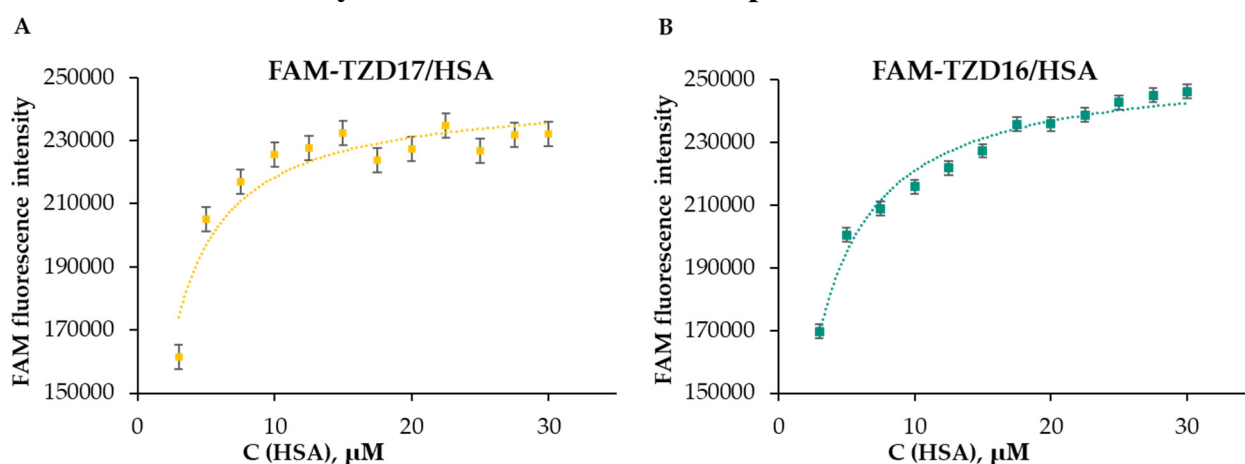 A
FAM-TZD17/HSA
FAM fluorescence intensity
250000
230000
210000
190000
170000
150000
0
10
20
30
C (HSA), μM
B
FAM-TZD16/HSA
FAM fluorescence intensity
250000
230000
210000
190000
170000
150000
0
10
20
30
C (HSA), μM